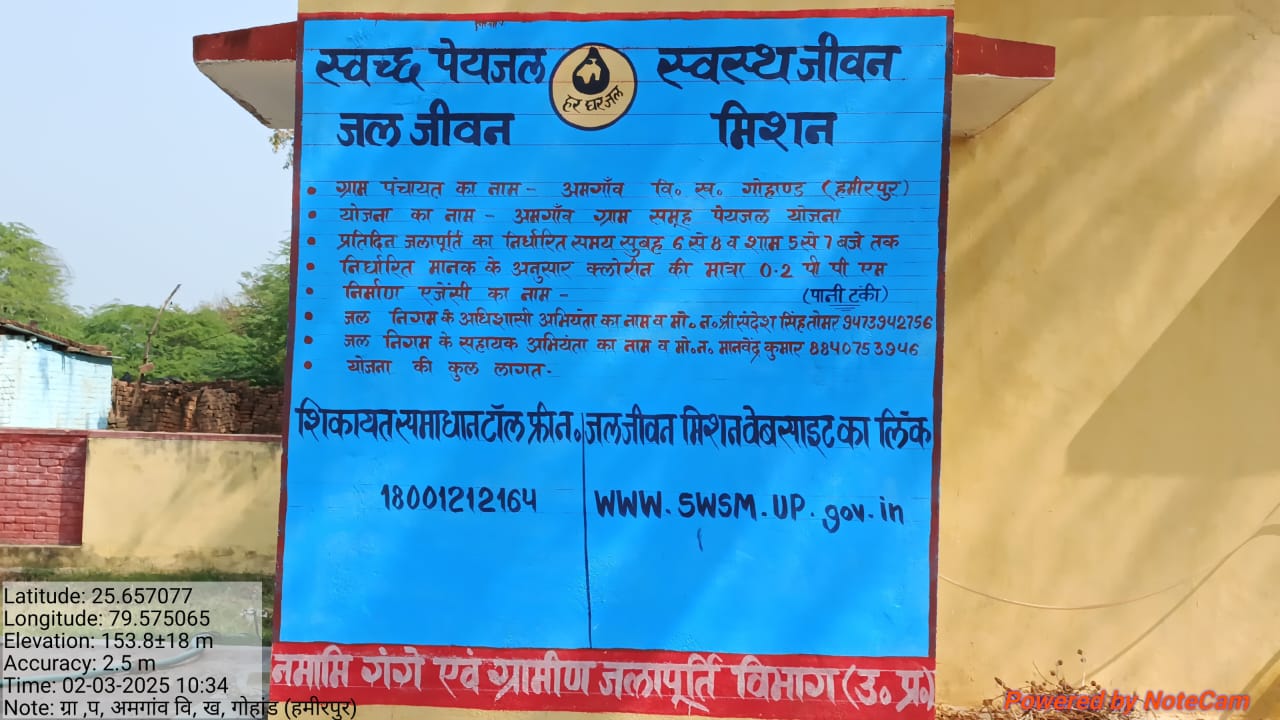 स्वच्छ पेयजल हर घर जल स्वस्थ जीवन
जल जीवन मिशन
• ग्राम पंचायत का नाम - अमगाँव वि० ख० गोहाण्ड (हमीरपुर)
• योजना का नाम - अमगाँव ग्राम समूह पेयजल योजना
• प्रतिदिन जलापूर्ति का निर्धारित समय सुबह 6 से 8 व शाम 5 से 7 बजे तक
• निर्धारित मानक के अनुसार क्लोरीन की मात्रा 0.2 पी पी एम
• निर्माण एजेंसी का नाम - (पानी टंकी)
• जल निगम के अधिशासी अभियंता का नाम व मो० न० श्री संदेश सिंह तोमर 9473942756
• जल निगम के सहायक अभियंता का नाम व मो० न० मानवेंद्र कुमार 8840753946
• योजना की कुल लागत-
शिकायत समाधान टॉल फ्री न० जल जीवन मिशन वेबसाइट का लिंक
18001212164 WWW.SWSM.UP.gov.in
नमामि गंगे एवं ग्रामीण जलापूर्ति विभाग (उ० प्र०)
Latitude: 25.657077
Longitude: 79.575065
Elevation: 153.8±18 m
Accuracy: 2.5 m
Time: 02-03-2025 10:34
Note: ग्रा ,प, अमगांव वि, ख, गोहांड (हमीरपुर)
Powered by NoteCam